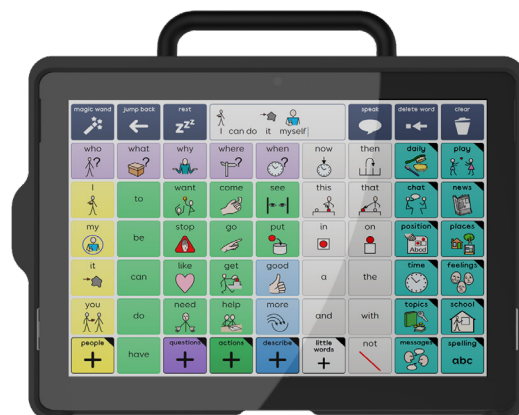 magic wand jump back rest I can do it myself speak delete word clear
zzz
who what why where when now then daily play
I to want come see this that chat news
my be stop go put in on position places
Abcd
it can like get good a the time feelings
you do need help more and with topics school
people have questions actions describe little words not messages spelling
abc